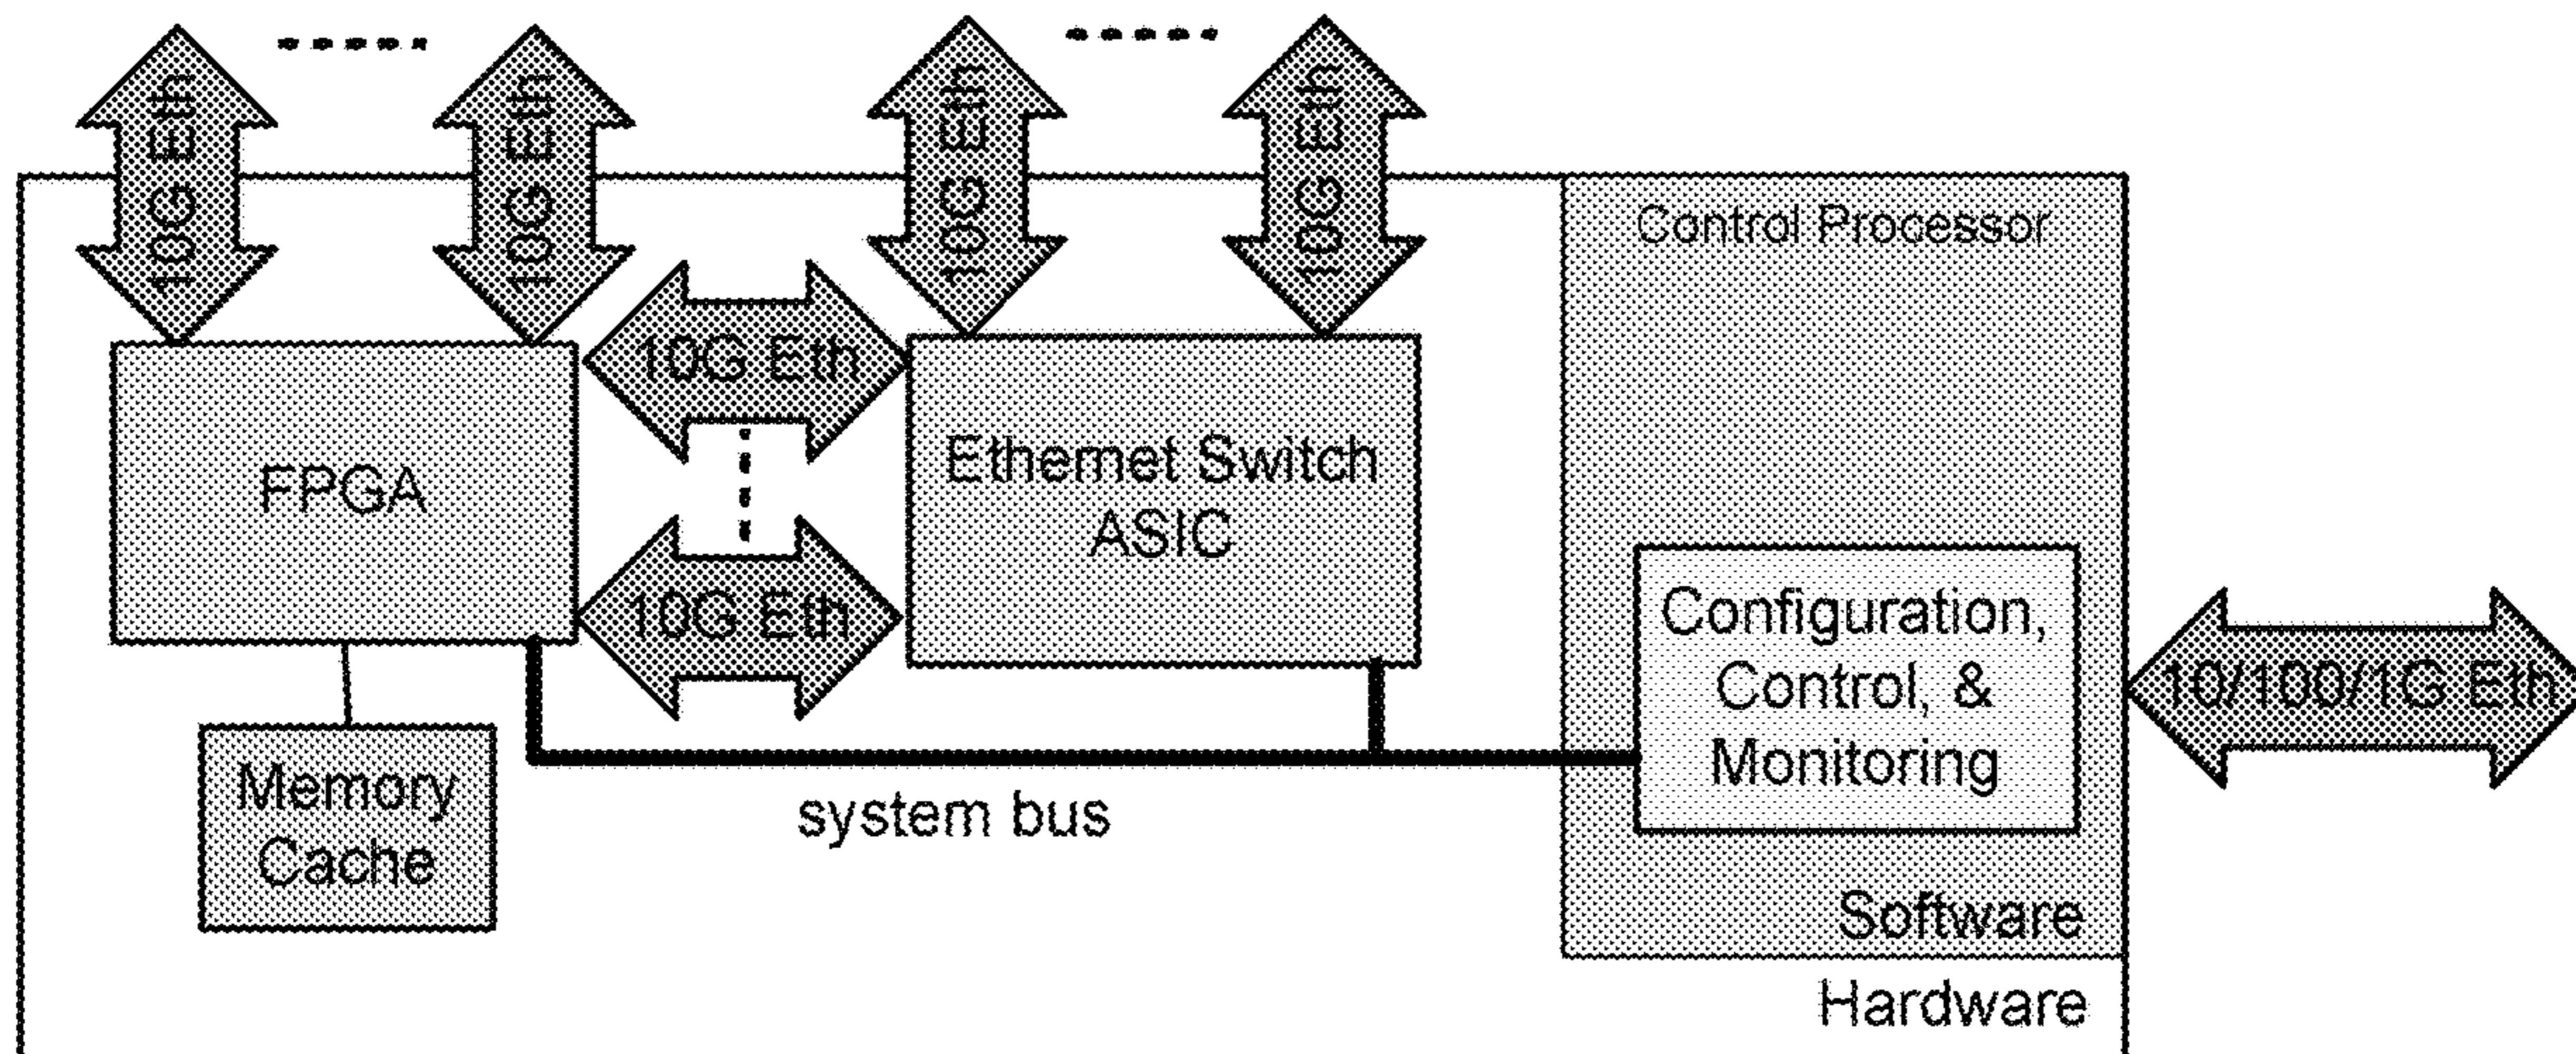 10G Eth
10G Eth
10G Eth
10G Eth
Control Processor
10G Eth
FPGA
Ethernet Switch
ASIC
10G Eth
Configuration,
Control, &
Monitoring
10/100/1G Eth
Memory
Cache
system bus
Software
Hardware